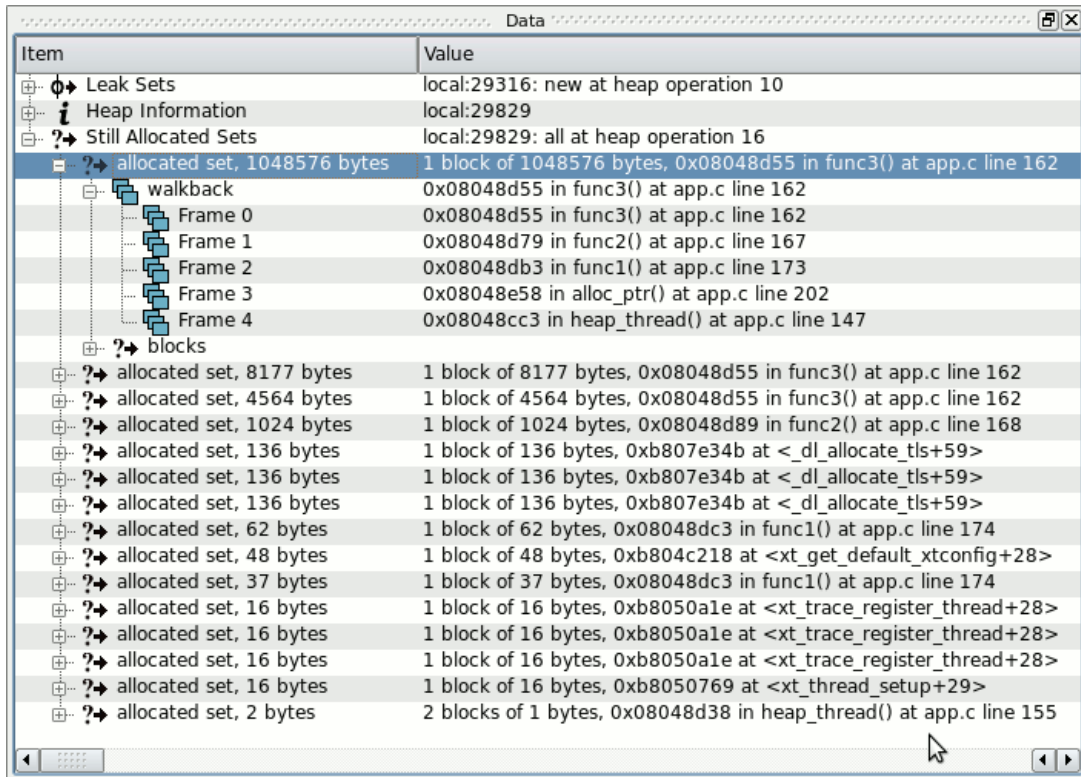 Data
Item Value
Leak Sets local:29316: new at heap operation 10
Heap Information local:29829
Still Allocated Sets local:29829: all at heap operation 16
allocated set, 1048576 bytes 1 block of 1048576 bytes, 0x08048d55 in func3() at app.c line 162
walkback 0x08048d55 in func3() at app.c line 162
Frame 0 0x08048d55 in func3() at app.c line 162
Frame 1 0x08048d79 in func2() at app.c line 167
Frame 2 0x08048db3 in func1() at app.c line 173
Frame 3 0x08048e58 in alloc_ptr() at app.c line 202
Frame 4 0x08048cc3 in heap_thread() at app.c line 147
blocks
allocated set, 8177 bytes 1 block of 8177 bytes, 0x08048d55 in func3() at app.c line 162
allocated set, 4564 bytes 1 block of 4564 bytes, 0x08048d55 in func3() at app.c line 162
allocated set, 1024 bytes 1 block of 1024 bytes, 0x08048d89 in func2() at app.c line 168
allocated set, 136 bytes 1 block of 136 bytes, 0xb807e34b at <_dl_allocate_tls+59>
allocated set, 136 bytes 1 block of 136 bytes, 0xb807e34b at <_dl_allocate_tls+59>
allocated set, 136 bytes 1 block of 136 bytes, 0xb807e34b at <_dl_allocate_tls+59>
allocated set, 62 bytes 1 block of 62 bytes, 0x08048dc3 in func1() at app.c line 174
allocated set, 48 bytes 1 block of 48 bytes, 0xb804c218 at <xt_get_default_xtconfig+28>
allocated set, 37 bytes 1 block of 37 bytes, 0x08048dc3 in func1() at app.c line 174
allocated set, 16 bytes 1 block of 16 bytes, 0xb8050a1e at <xt_trace_register_thread+28>
allocated set, 16 bytes 1 block of 16 bytes, 0xb8050a1e at <xt_trace_register_thread+28>
allocated set, 16 bytes 1 block of 16 bytes, 0xb8050a1e at <xt_trace_register_thread+28>
allocated set, 16 bytes 1 block of 16 bytes, 0xb8050769 at <xt_thread_setup+29>
allocated set, 2 bytes 2 blocks of 1 bytes, 0x08048d38 in heap_thread() at app.c line 155